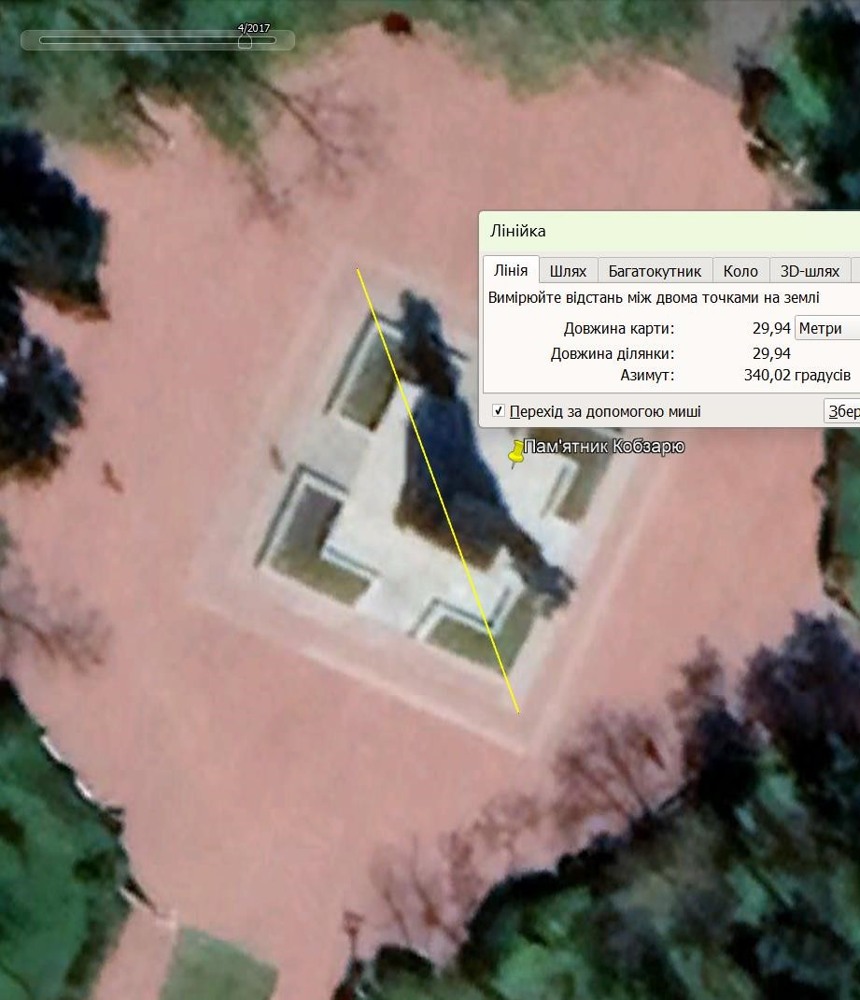 4/2017
Лінійка
Лінія Шлях Багатокутник Коло 3D-шлях
Вимірюйте відстань між двома точками на землі
Довжина карти: 29,94 Метри
Довжина ділянки: 29,94
Азимут: 340,02 градусів
Перехід за допомогою миші Збер
Пам'ятник Кобзарю